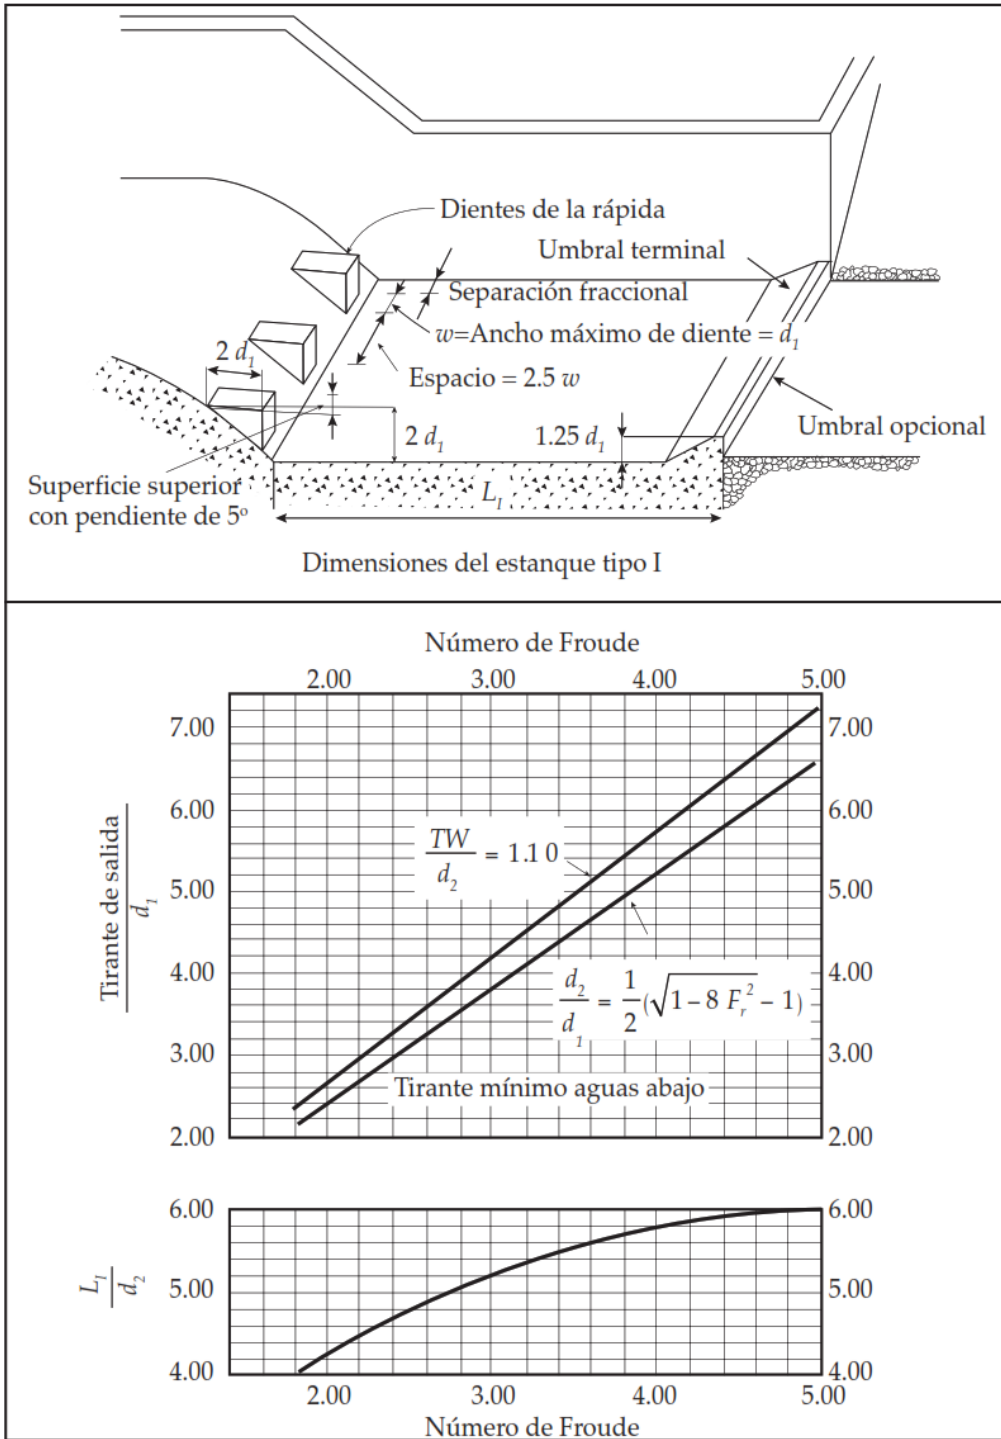 Dientes de la rápida
Umbral terminal
Separación fraccional
w=Ancho máximo de diente = d₁
2 d₁
Espacio = 2.5 w
2 d₁
1.25 d₁
Umbral opcional
Superficie superior
con pendiente de 5º
L₁
Dimensiones del estanque tipo I
Número de Froude
2.00 3.00 4.00 5.00
7.00 7.00
6.00 6.00
TW/d₂ = 1.10
5.00 5.00
Tirante de salida/d₁
4.00 4.00
d₂/d₁ = 1/2(√1 – 8 Fᵣ² – 1)
3.00 3.00
Tirante mínimo aguas abajo
2.00 2.00
6.00 6.00
L₁/d₂
5.00 5.00
4.00 4.00
2.00 3.00 4.00 5.00
Número de Froude